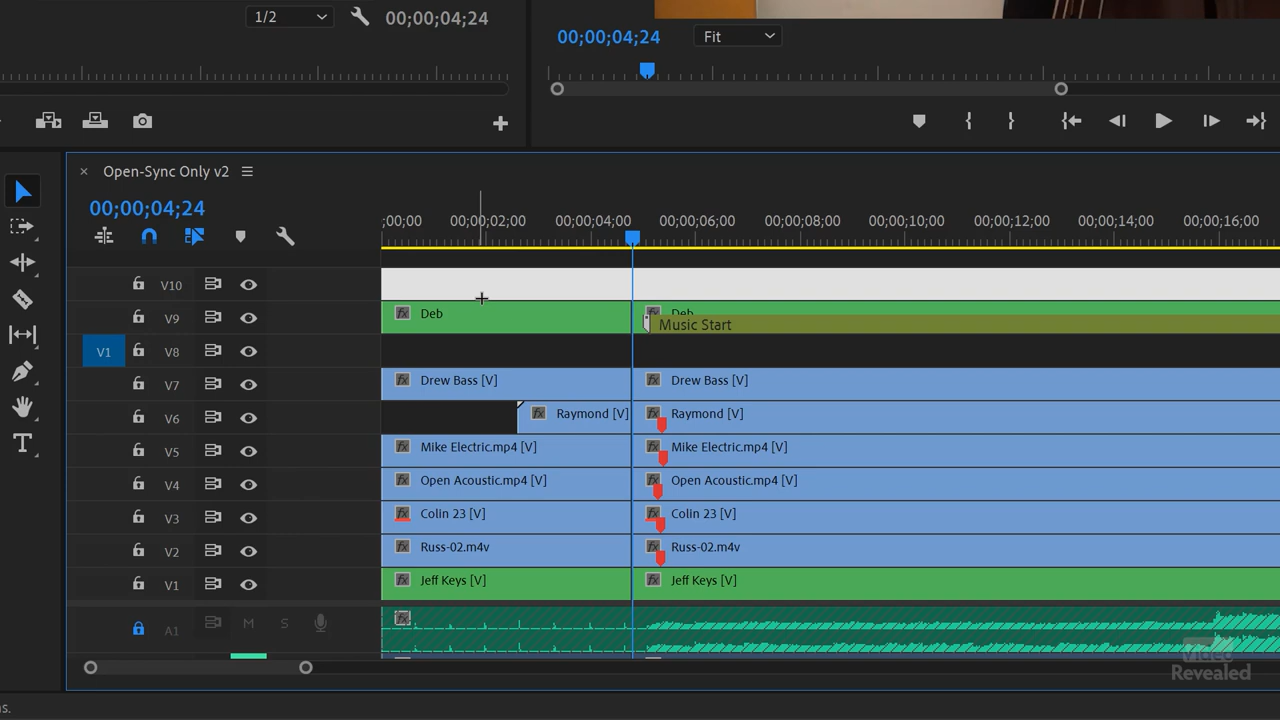 1/2
00;00;04;24
00;00;04;24
Fit
Open-Sync Only v2
00;00;04;24
;00;00
00;00;02;00
00;00;04;00
00;00;06;00
00;00;08;00
00;00;10;00
00;00;12;00
00;00;14;00
00;00;16;00
V10
V9
Deb
Deb
Music Start
V1
V8
V7
Drew Bass [V]
Drew Bass [V]
V6
Raymond [V]
Raymond [V]
V5
Mike Electric.mp4 [V]
Mike Electric.mp4 [V]
V4
Open Acoustic.mp4 [V]
Open Acoustic.mp4 [V]
V3
Colin 23 [V]
Colin 23 [V]
V2
Russ-02.m4v
Russ-02.m4v
V1
Jeff Keys [V]
Jeff Keys [V]
A1
M
S
Video
Revealed
s.